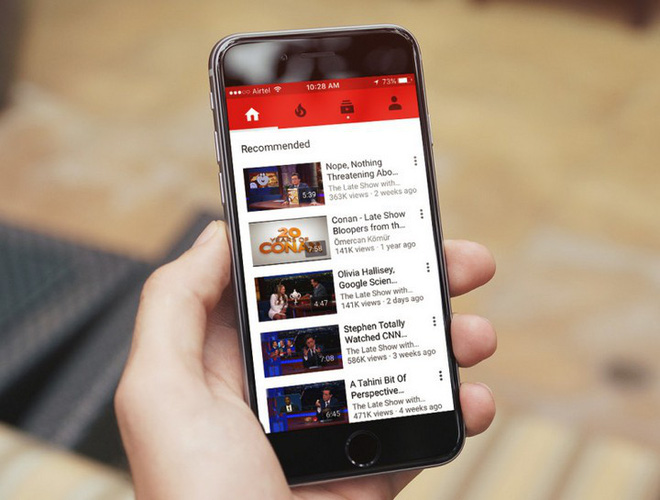 Airtel 10:28 AM 73%
Recommended
Nope, Nothing
Threatening Abo...
The Late Show with...
363K views · 2 weeks ago
5:39
Conan - Late Show
Bloopers from th...
Ömercan Kömür
141K views · 1 year ago
20
YEARS OF
CONAN
7:58
Olivia Hallisey,
Google Scien...
The Late Show with...
141K views · 2 days ago
4:47
Stephen Totally
Watched CNN...
The Late Show with...
586K views · 3 weeks ago
7:08
A Tahini Bit Of
Perspective...
The Late Show with...
471K views · 4 weeks ago
6:45